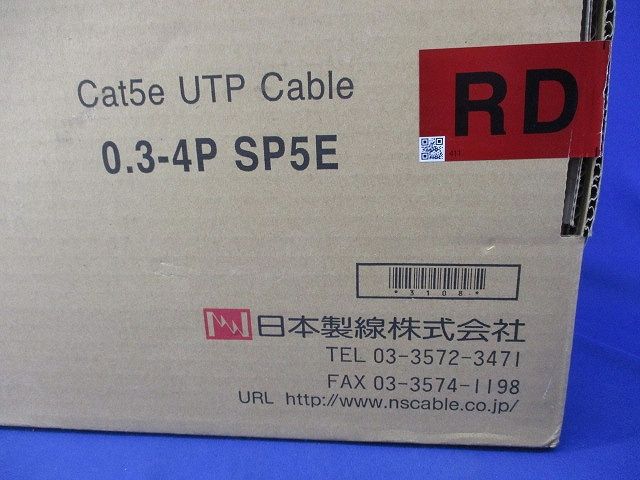 Cat5e UTP Cable
RD
0.3-4P SP5E
*3108*
日本製線株式会社
TEL 03-3572-3471
FAX 03-3574-1198
URL http://www.nscable.co.jp/